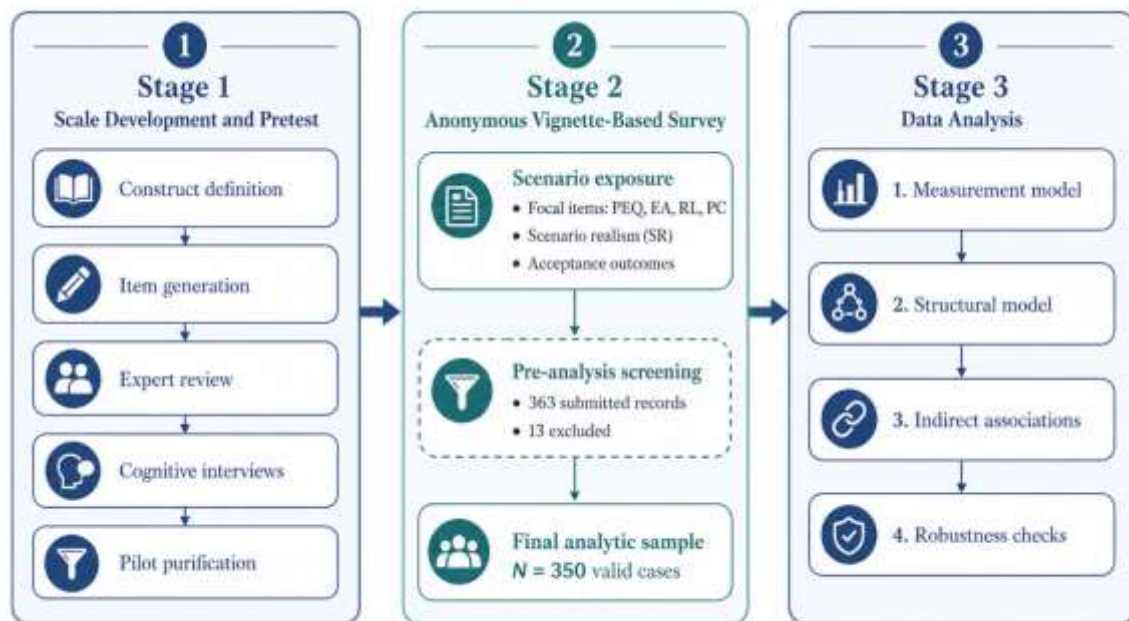 1
Stage 1
Scale Development and Pretest
Construct definition
Item generation
Expert review
Cognitive interviews
Pilot purification
2
Stage 2
Anonymous Vignette-Based Survey
Scenario exposure
• Focal items: PEQ, EA, RL, PC
• Scenario realism (SR)
• Acceptance outcomes
Pre-analysis screening
• 363 submitted records
• 13 excluded
Final analytic sample
N = 350 valid cases
3
Stage 3
Data Analysis
1. Measurement model
2. Structural model
3. Indirect associations
4. Robustness checks